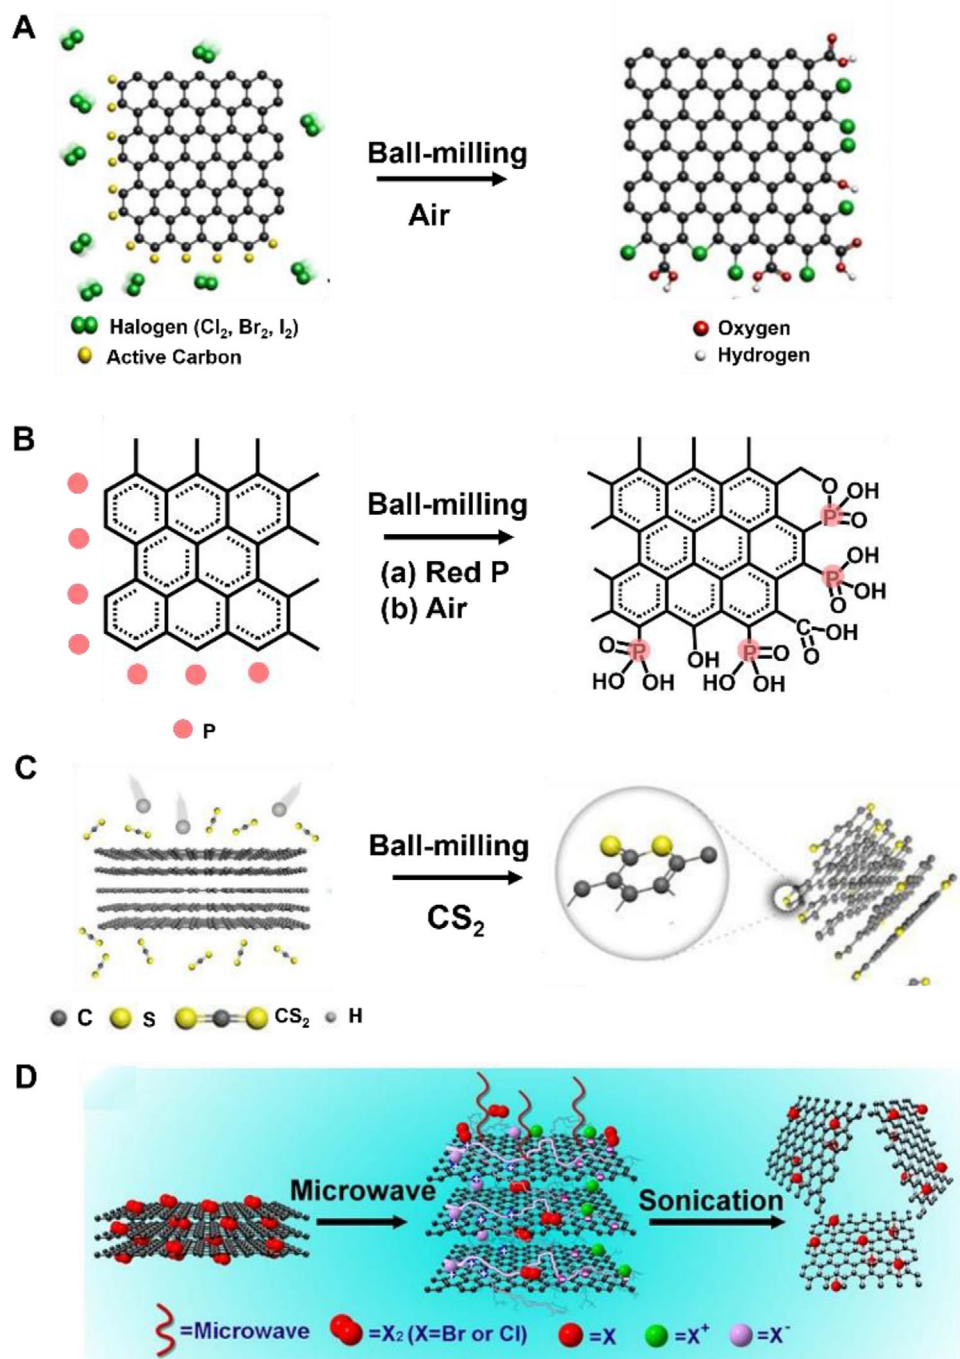 A
Ball-milling
Air
Halogen (Cl₂, Br₂, I₂)
Active Carbon
Oxygen
Hydrogen
B
Ball-milling
(a) Red P
(b) Air
P
O
OH
P=O
OH
P
OH
O
C
OH
O
O=P
HO OH
OH
P=O
HO OH
C
Ball-milling
CS₂
C S CS₂ H
D
Microwave
Sonication
=Microwave =X₂ (X=Br or Cl) =X =X⁺ =X⁻